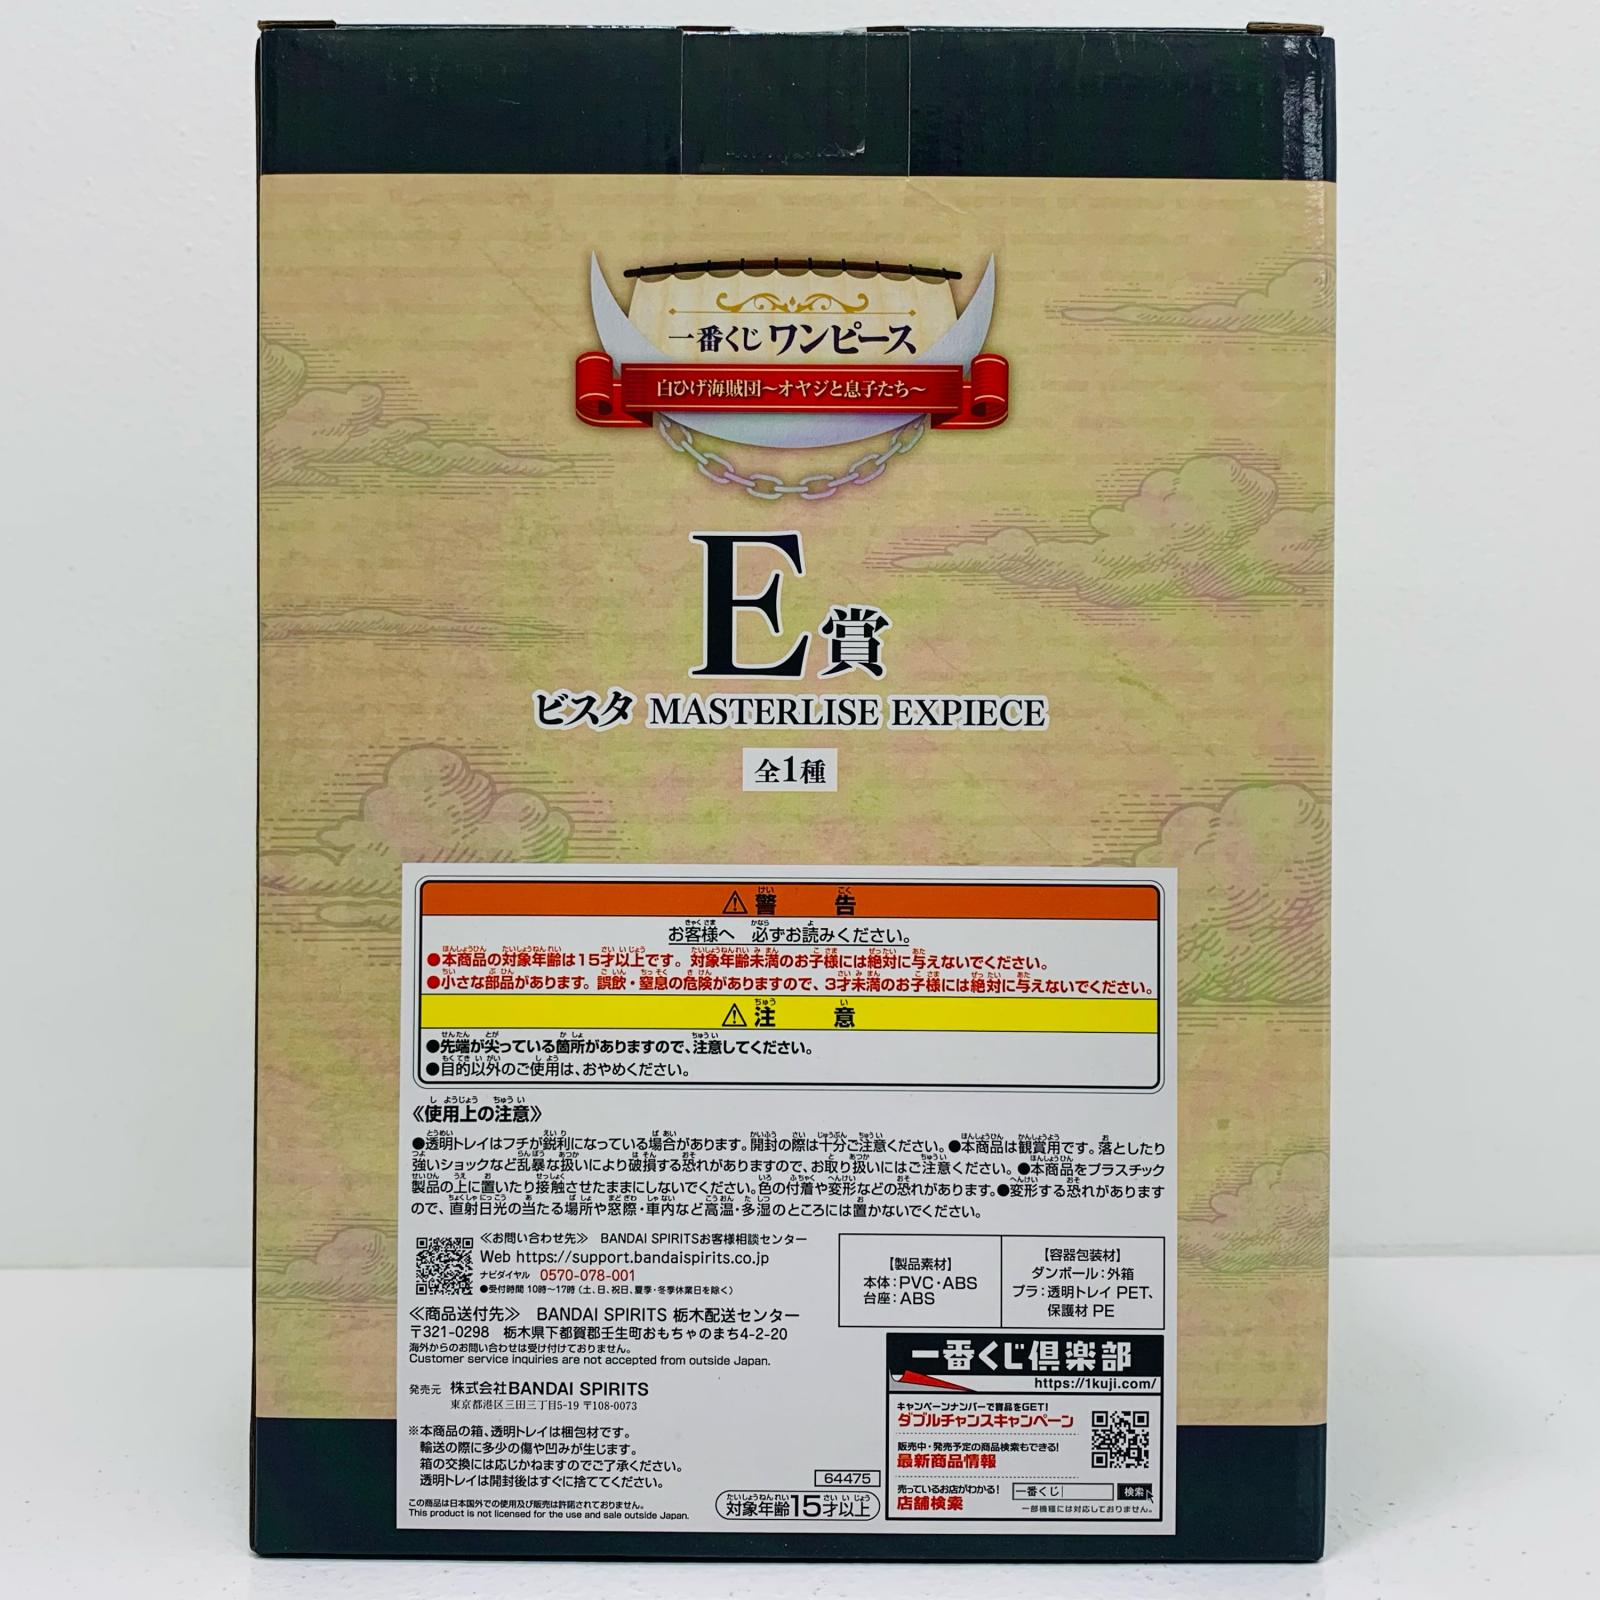 一番くじ ワンピース
白ひげ海賊団～オヤジと息子たち～
E賞
ビスタ MASTERLISE EXPIECE
全1種
⚠警告
お客様へ 必ずお読みください。
●本商品の対象年齢は15才以上です。対象年齢未満のお子様には絶対に与えないでください。
●小さな部品があります。誤飲・窒息の危険がありますので、3才未満のお子様には絶対に与えないでください。
⚠注意
●先端が尖っている箇所がありますので、注意してください。
●目的以外のご使用は、おやめください。
《使用上の注意》
●透明トレイはフチが鋭利になっている場合があります。開封の際は十分ご注意ください。●本商品は観賞用です。落としたり
強いショックなど乱暴な扱いにより破損する恐れがありますので、お取り扱いにはご注意ください。●本商品をプラスチック
製品の上に置いたり接触させたままにしないでください。色の付着や変形などの恐れがあります。●変形する恐れがあります
ので、直射日光の当たる場所や窓際・車内など高温・多湿のところには置かないでください。
≪お問い合わせ先≫ BANDAI SPIRITSお客様相談センター
Web https://support.bandaispirits.co.jp
ナビダイヤル 0570-078-001
●受付時間 10時～17時（土、日、祝日、夏季・冬季休業日を除く）
≪商品送付先≫ BANDAI SPIRITS 栃木配送センター
〒321-0298 栃木県下都賀郡壬生町おもちゃのまち4-2-20
海外からのお問い合わせは受け付けておりません。
Customer service inquiries are not accepted from outside Japan.
発売元 株式会社BANDAI SPIRITS
東京都港区三田三丁目5-19 〒108-0073
※本商品の箱、透明トレイは梱包材です。
輸送の際に多少の傷や凹みが生じます。
箱の交換には応じかねますのでご了承ください。
透明トレイは開封後はすぐに捨ててください。
この商品は日本国外での使用及び販売は許諾されておりません。
This product is not licensed for the use and sale outside Japan.
64475
対象年齢15才以上
【製品素材】
本体：PVC・ABS
台座：ABS
【容器包装材】
ダンボール：外箱
プラ：透明トレイ PET、
保護材 PE
一番くじ倶楽部
https://1kuji.com/
キャンペーンナンバーで賞品をGET!
ダブルチャンスキャンペーン
販売中・発売予定の商品検索もできる!
最新商品情報
売っているお店がわかる!
店舗検索
一番くじ 検索
一部機種には対応しておりません。